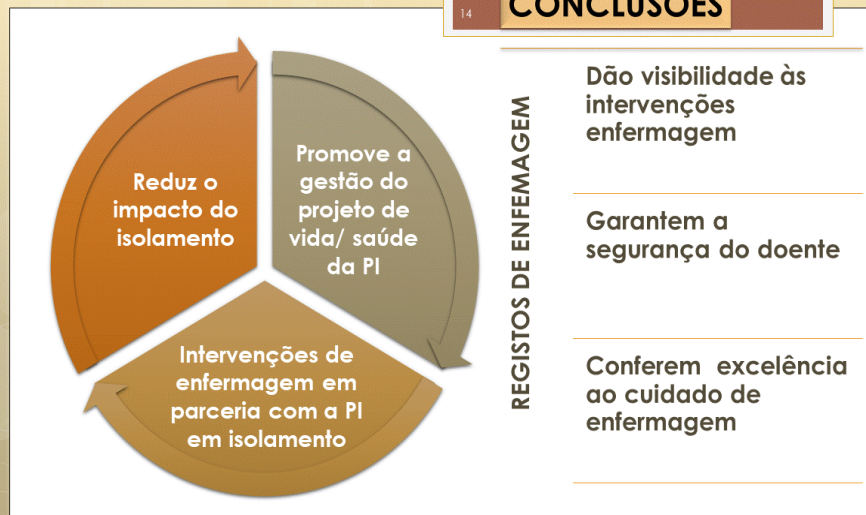 14
CONCLUSÕES
Reduz o
impacto do
isolamento
Promove a
gestão do
projeto de
vida/ saúde
da PI
Intervenções de
enfermagem em
parceria com a PI
em isolamento
REGISTOS DE ENFEMAGEM
Dão visibilidade às
intervenções
enfermagem
Garantem a
segurança do doente
Conferem excelência
ao cuidado de
enfermagem